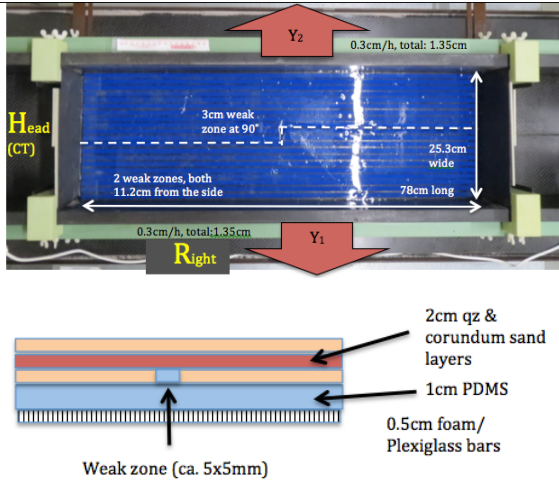 Y2
0.3cm/h, total: 1.35cm
Head
(CT)
3cm weak
zone at 90°
25.3cm
wide
2 weak zones, both
11.2cm from the side
78cm long
0.3cm/h, total:1.35cm
Right
Y1
2cm qz &
corundum sand
layers
1cm PDMS
0.5cm foam/
Plexiglass bars
Weak zone (ca. 5x5mm)